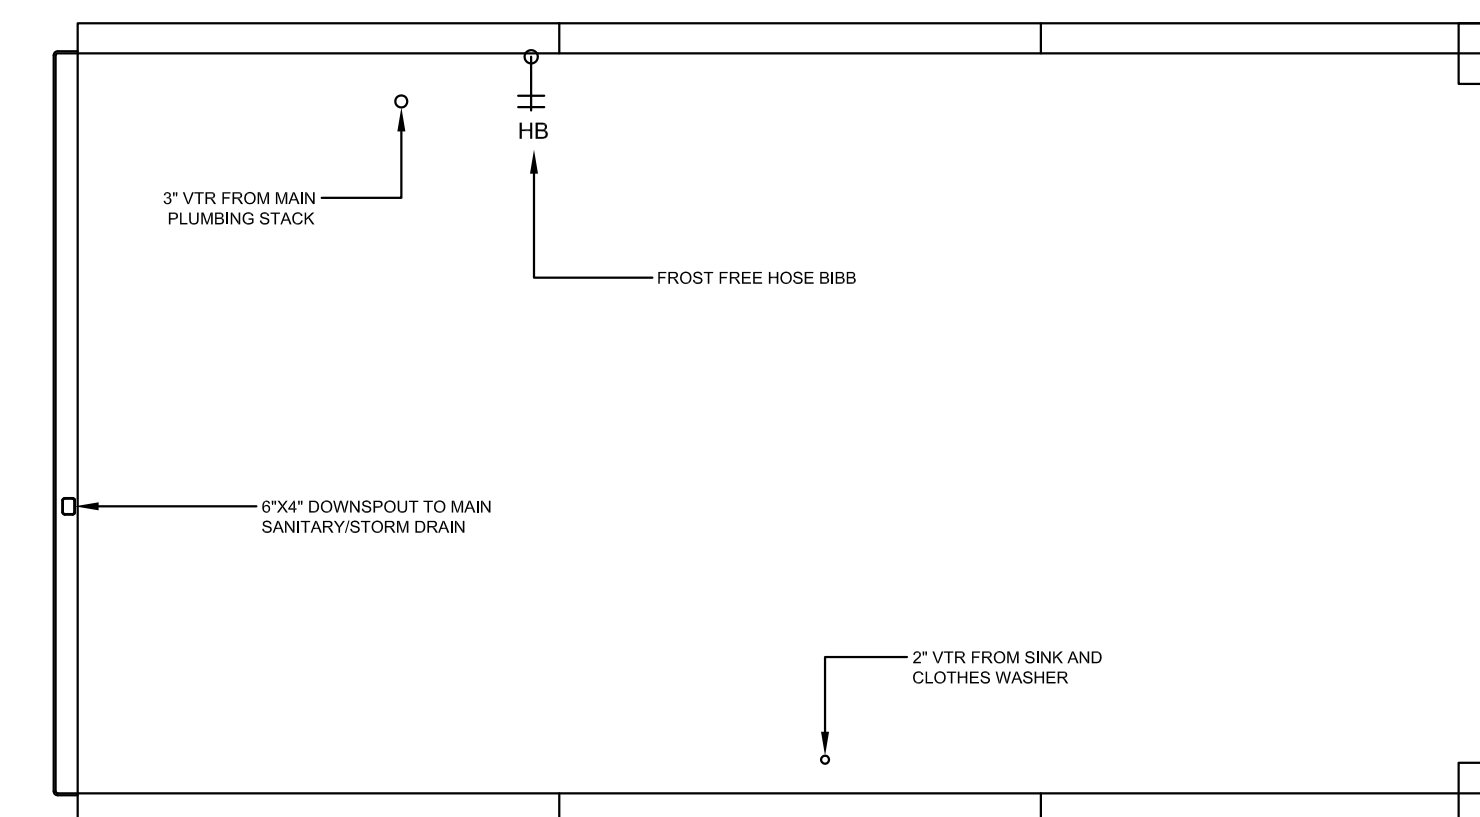 HB
3" VTR FROM MAIN
PLUMBING STACK
FROST FREE HOSE BIBB
6"X4" DOWNSPOUT TO MAIN
SANITARY/STORM DRAIN
2" VTR FROM SINK AND
CLOTHES WASHER